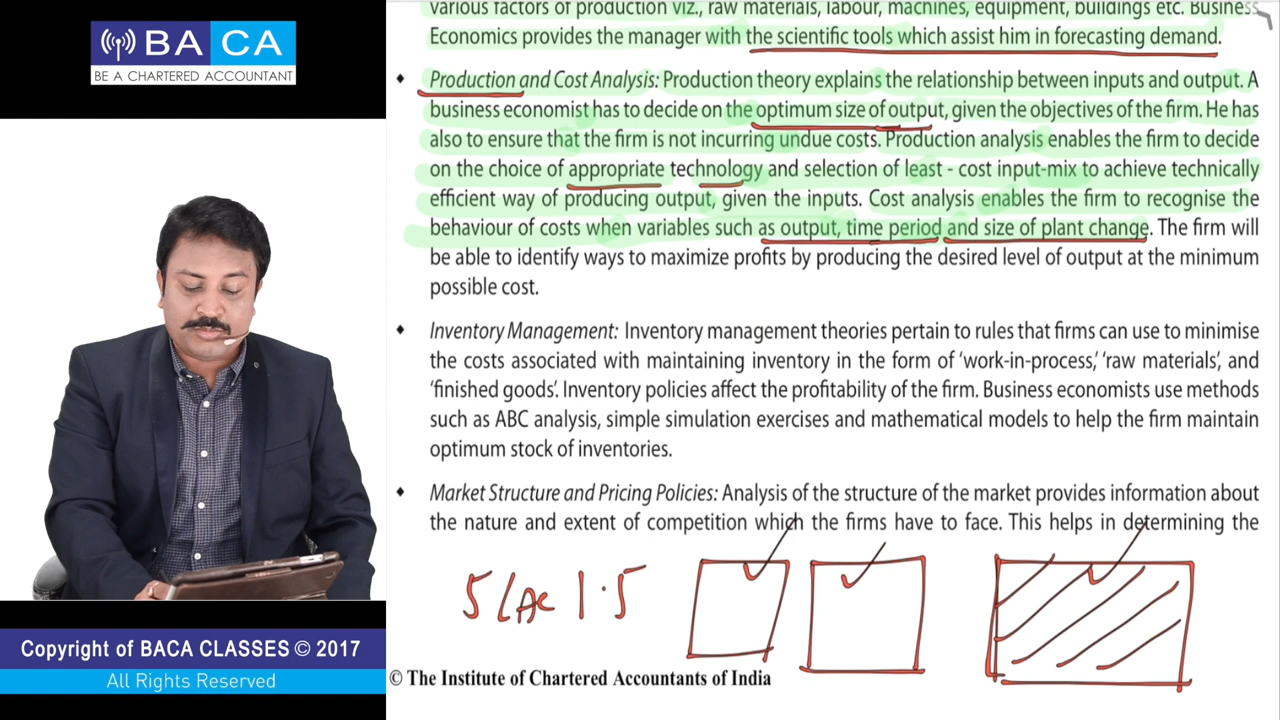 BA CA
BE A CHARTERED ACCOUNTANT
various factors of production viz., raw materials, labour, machines, equipment, buildings etc. Business
Economics provides the manager with the scientific tools which assist him in forecasting demand.
♦ Production and Cost Analysis: Production theory explains the relationship between inputs and output. A
business economist has to decide on the optimum size of output, given the objectives of the firm. He has
also to ensure that the firm is not incurring undue costs. Production analysis enables the firm to decide
on the choice of appropriate technology and selection of least - cost input-mix to achieve technically
efficient way of producing output, given the inputs. Cost analysis enables the firm to recognise the
behaviour of costs when variables such as output, time period and size of plant change. The firm will
be able to identify ways to maximize profits by producing the desired level of output at the minimum
possible cost.
♦ Inventory Management: Inventory management theories pertain to rules that firms can use to minimise
the costs associated with maintaining inventory in the form of ‘work-in-process,’ ‘raw materials’, and
‘finished goods’. Inventory policies affect the profitability of the firm. Business economists use methods
such as ABC analysis, simple simulation exercises and mathematical models to help the firm maintain
optimum stock of inventories.
♦ Market Structure and Pricing Policies: Analysis of the structure of the market provides information about
the nature and extent of competition which the firms have to face. This helps in determining the
5 Lac 1.5
© The Institute of Chartered Accountants of India
Copyright of BACA CLASSES © 2017
All Rights Reserved